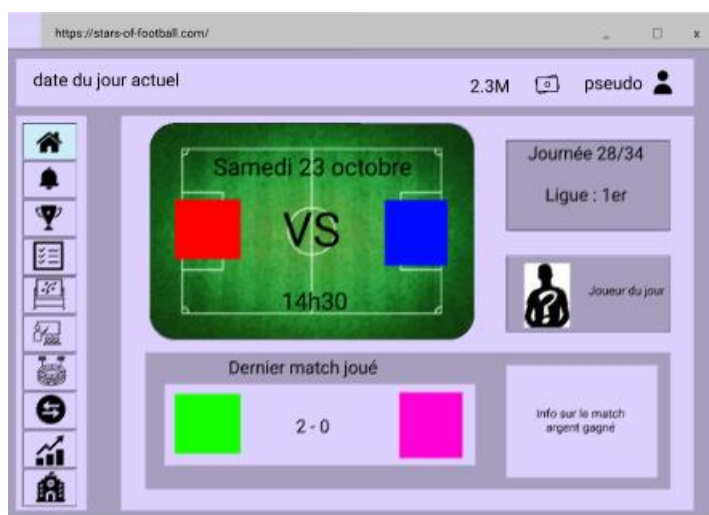 https://stars-of-football.com/
x
date du jour actuel
2.3M
pseudo
Samedi 23 octobre
VS
14h30
Journée 28/34
Ligue : 1er
?
Joueur du jour
Dernier match joué
2 - 0
Info sur le match
argent gagné